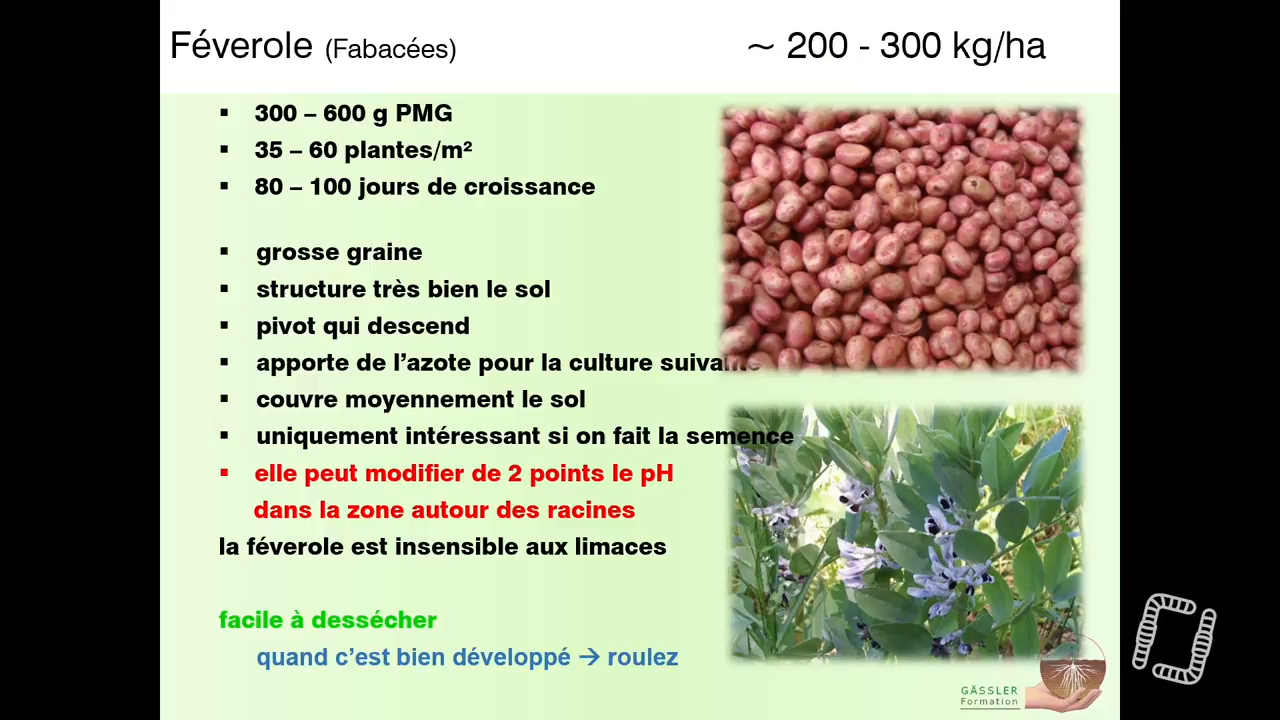 Féverole (Fabacées) ~ 200 - 300 kg/ha
▪ 300 – 600 g PMG
▪ 35 – 60 plantes/m²
▪ 80 – 100 jours de croissance
▪ grosse graine
▪ structure très bien le sol
▪ pivot qui descend
▪ apporte de l’azote pour la culture suivante
▪ couvre moyennement le sol
▪ uniquement intéressant si on fait la semence
▪ elle peut modifier de 2 points le pH
dans la zone autour des racines
la féverole est insensible aux limaces
facile à dessécher
quand c’est bien développé → roulez
GÄSSLER
Formation